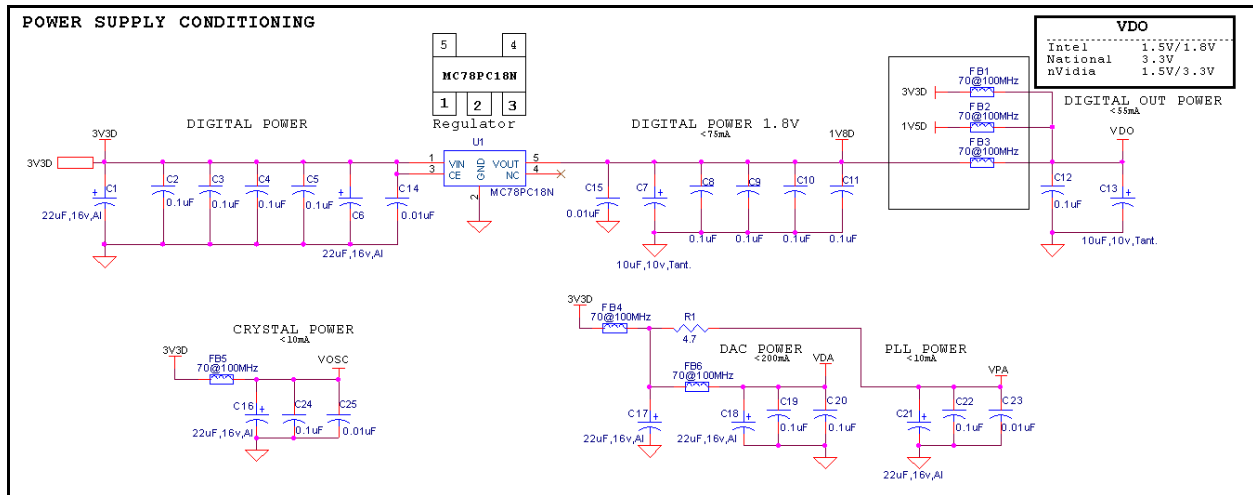 POWER SUPPLY CONDITIONING
VDO
Intel 1.5V/1.8V
National 3.3V
nVidia 1.5V/3.3V
5 4
MC78PC18N
1 2 3
Regulator
DIGITAL POWER
3V3D
3V3D
C1
22uF,16v,Al
C2
0.1uF
C3
0.1uF
C4
0.1uF
C5
0.1uF
C6
22uF,16v,Al
C14
0.01uF
U1
1 VIN VOUT 5
3 CE GND NC 4
2
MC78PC18N
DIGITAL POWER 1.8V
<75mA
1V8D
C15
0.01uF
C7
10uF,10v,Tant.
C8
0.1uF
C9
0.1uF
C10
0.1uF
C11
0.1uF
FB1
70@100MHz
3V3D
FB2
70@100MHz
1V5D
FB3
70@100MHz
DIGITAL OUT POWER
<55mA
VDO
C12
0.1uF
C13
10uF,10v,Tant.
CRYSTAL POWER
<10mA
3V3D
FB5
70@100MHz
VOSC
C16
22uF,16v,Al
C24
0.1uF
C25
0.01uF
3V3D
FB4
70@100MHz
R1
4.7
DAC POWER
<200mA
FB6
70@100MHz
VDA
C17
22uF,16v,Al
C18
22uF,16v,Al
C19
0.1uF
C20
0.1uF
PLL POWER
<10mA
VPA
C21
22uF,16v,Al
C22
0.1uF
C23
0.01uF